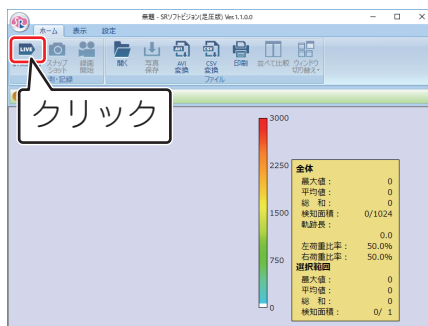 無題 - SRソフトビジョン(足圧版) Ver.1.1.0.0
ホーム 表示 設定
LIVE
スナップ
ショット
録画
開始
開く
写真
保存
AVI
AVI
変換
CSV
CSV
変換
印刷
並べて比較
ウィンドウ
切り替え
・記録
ファイル
クリック
3000
2250
1500
750
0
全体
最大値: 0
平均値: 0
総 和: 0
検知面積: 0/1024
軌跡長:
0.0
左荷重比率: 50.0%
右荷重比率: 50.0%
選択範囲
最大値: 0
平均値: 0
総 和: 0
検知面積: 0/ 1